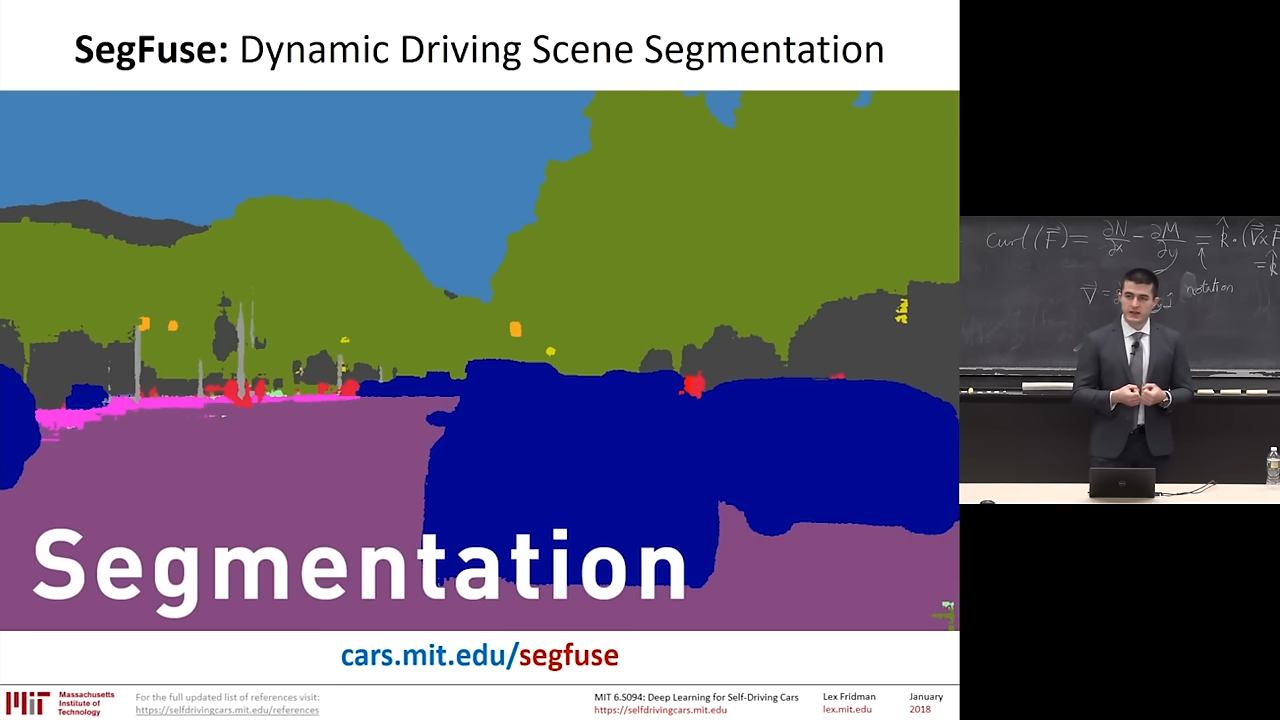 SegFuse: Dynamic Driving Scene Segmentation
Segmentation
cars.mit.edu/segfuse
Massachusetts
Institute of
Technology
For the full updated list of references visit:
https://selfdrivingcars.mit.edu/references
MIT 6.S094: Deep Learning for Self-Driving Cars
https://selfdrivingcars.mit.edu
Lex Fridman
lex.mit.edu
January
2018
curl (F⃗) = ∂N/∂x − ∂M/∂y = k̂ · (∇⃗x
= k̂
notation